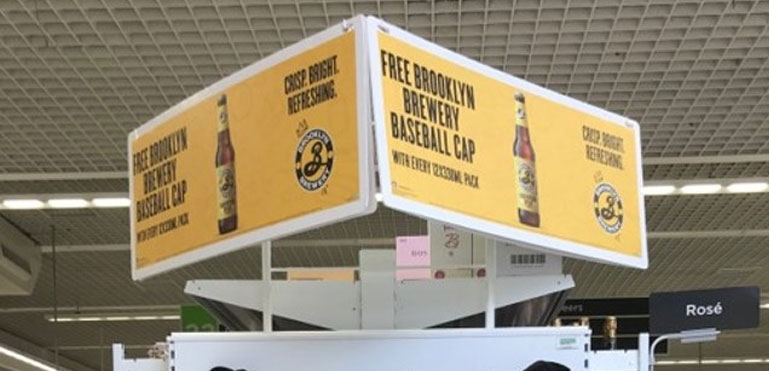 FREE BROOKLYN
BREWERY
BASEBALL CAP
WITH EVERY 12X330ML PACK
CRISP. BRIGHT.
REFRESHING.
BROOKLYN
B
BREWERY
FREE BROOKLYN
BREWERY
BASEBALL CAP
WITH EVERY 12X330ML PACK
CRISP. BRIGHT.
REFRESHING.
B
Rosé